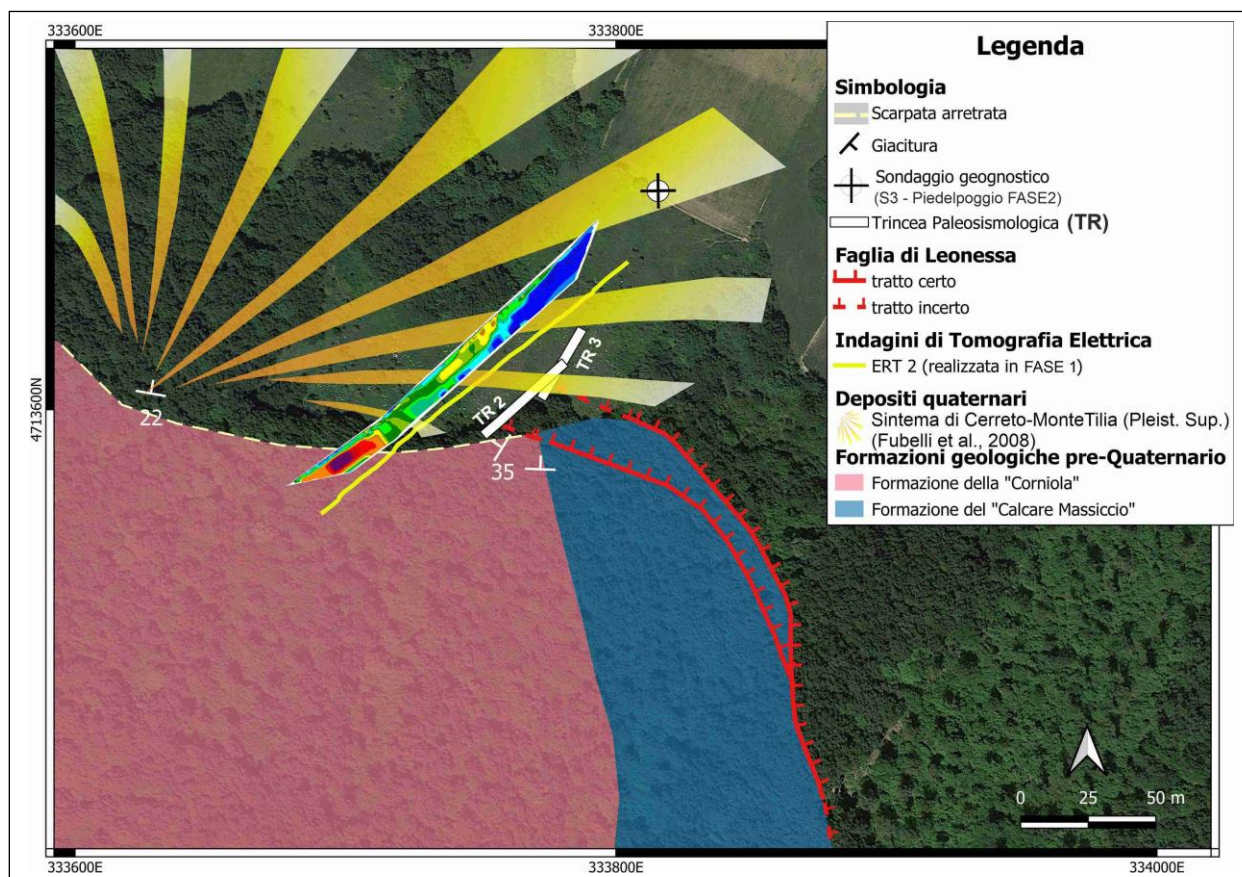 333600E
333800E
Legenda
Simbologia
Scarpata arretrata
Giacitura
Sondaggio geognostico
(S3 - Piedelpoggio FASE2)
Trincea Paleosismologica (TR)
Faglia di Leonessa
tratto certo
tratto incerto
Indagini di Tomografia Elettrica
ERT 2 (realizzata in FASE 1)
Depositi quaternari
Sintema di Cerreto-MonteTilia (Pleist. Sup.)
(Fubelli et al., 2008)
Formazioni geologiche pre-Quaternario
Formazione della "Corniola"
Formazione del "Calcare Massiccio"
4713600N
TR 3
TR 2
22
35
0 25 50 m
333600E
333800E
334000E